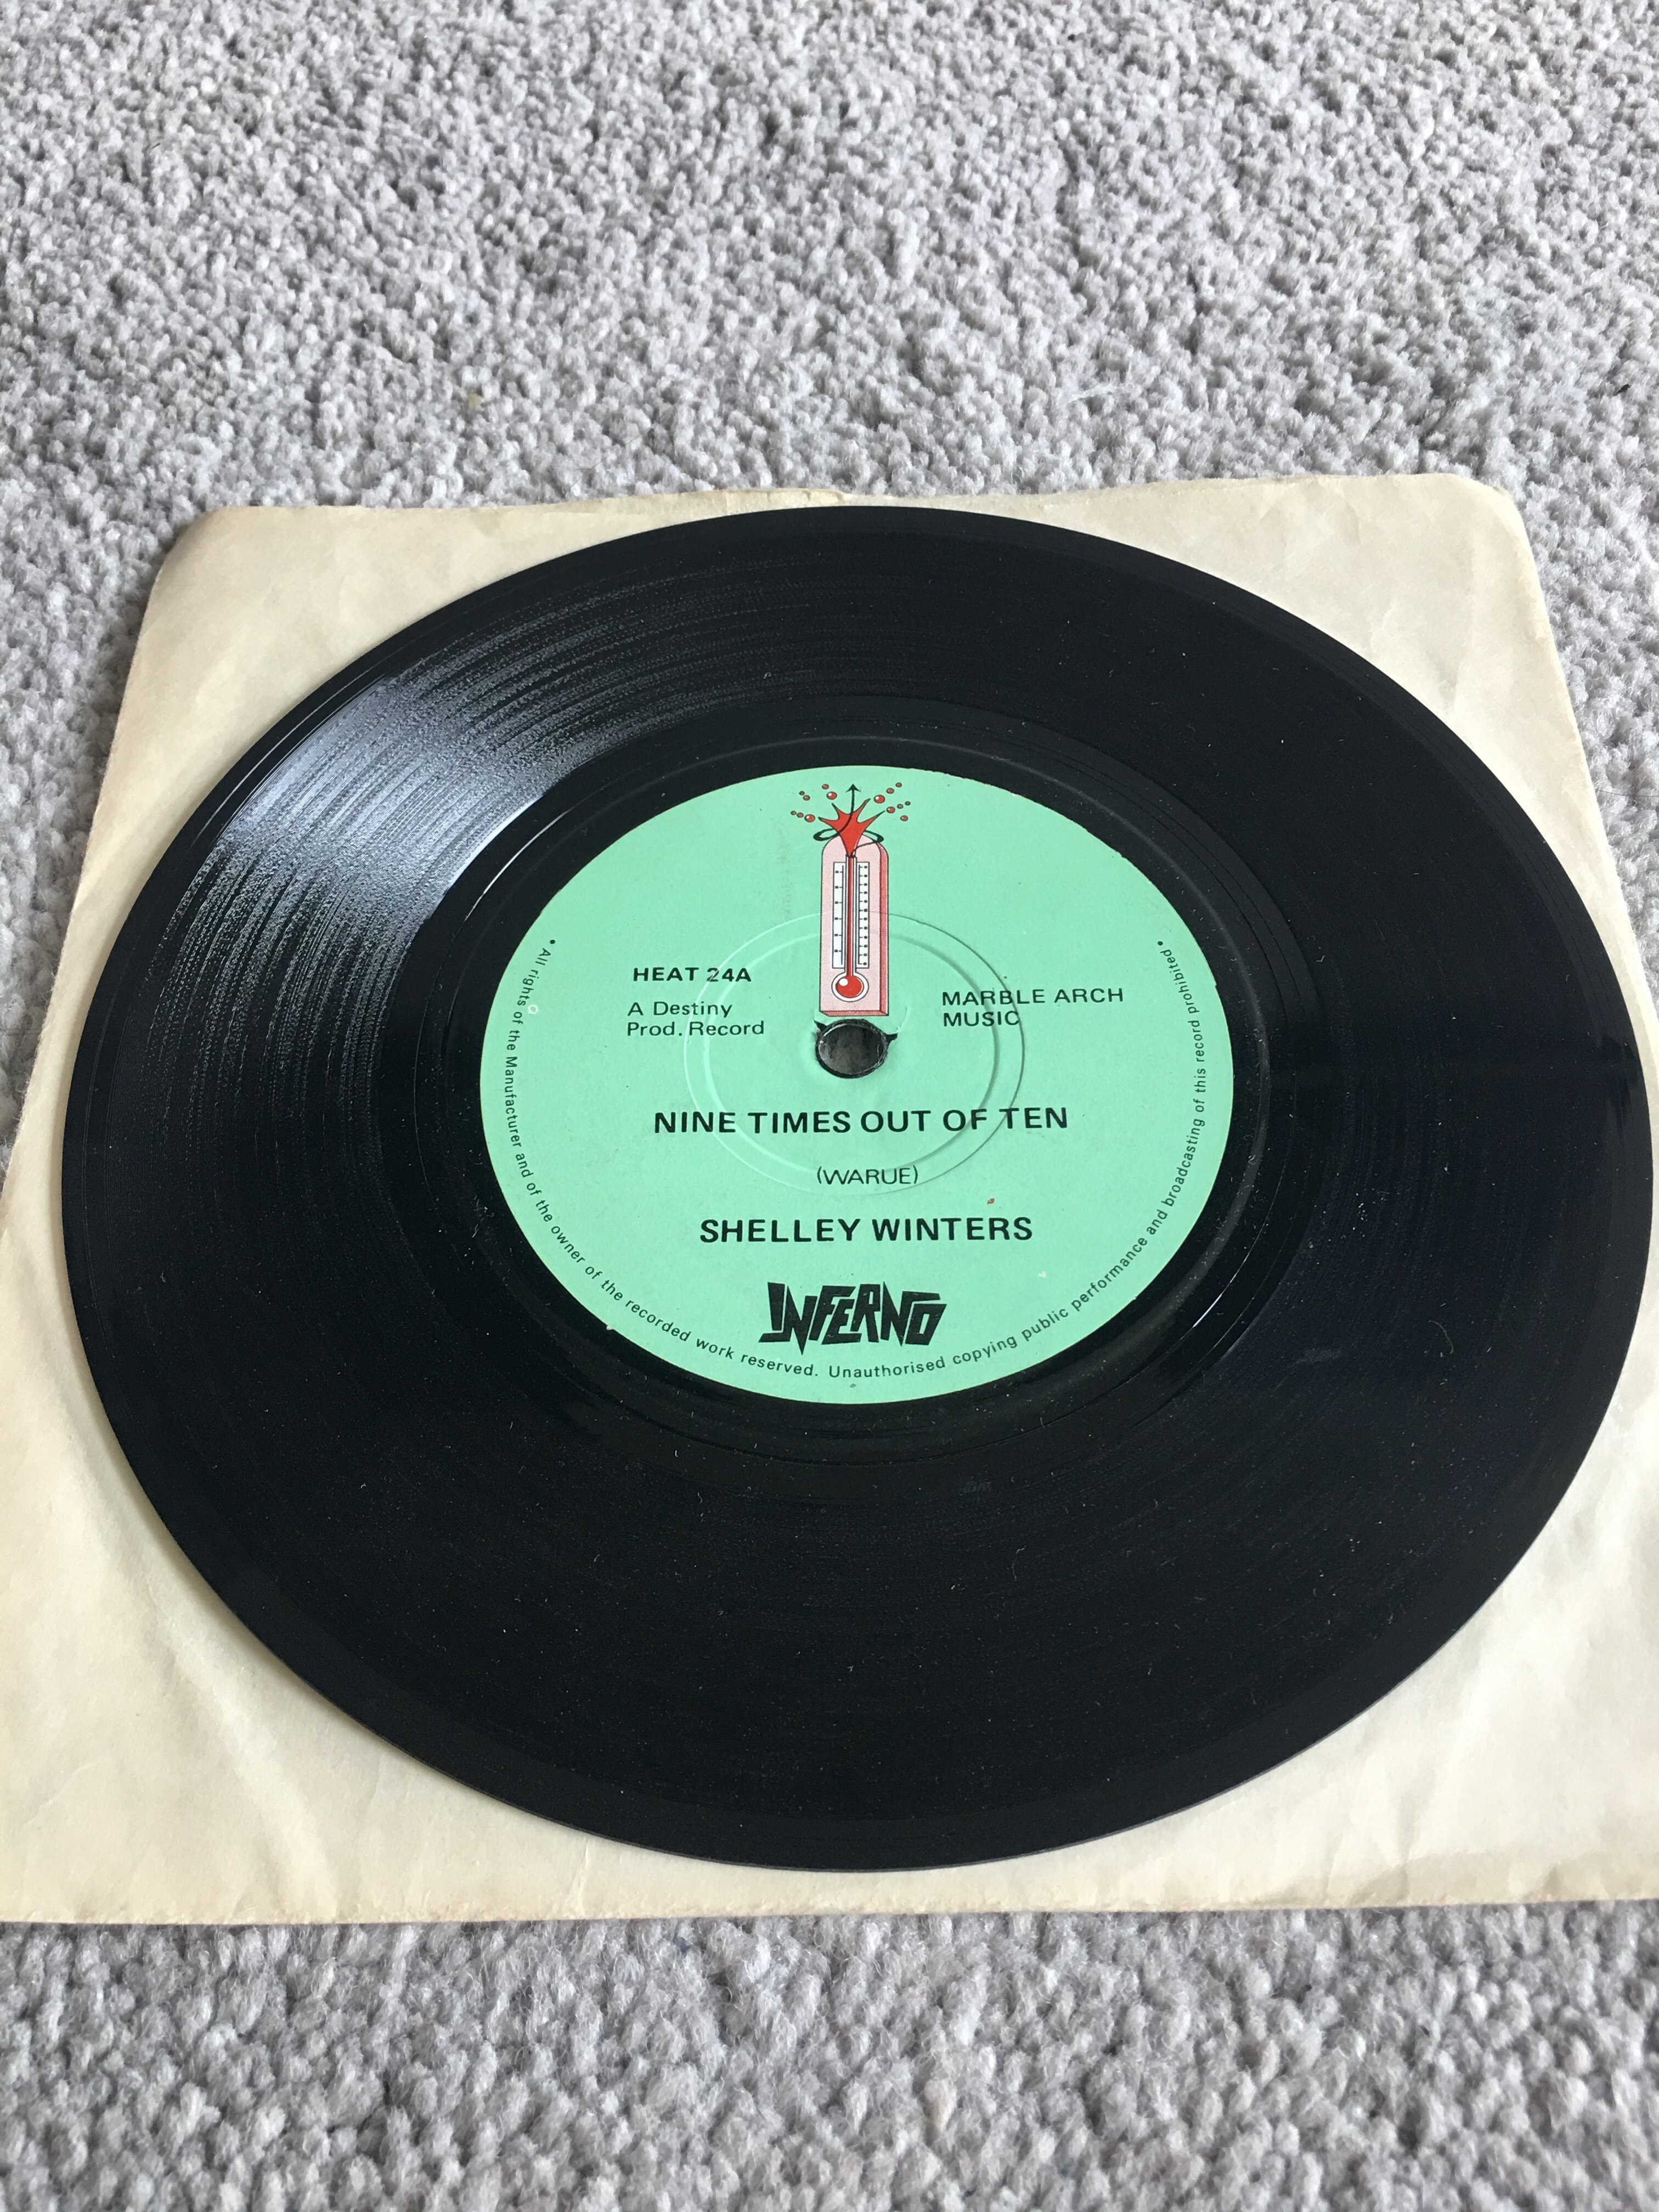 HEAT 24A
A Destiny
Prod. Record
MARBLE ARCH
MUSIC
NINE TIMES OUT OF TEN
(WARUE)
SHELLEY WINTERS
INFERNO
• All rights of the Manufacturer and of the owner of the recorded work reserved. Unauthorised copying public performance and broadcasting of this record prohibited •